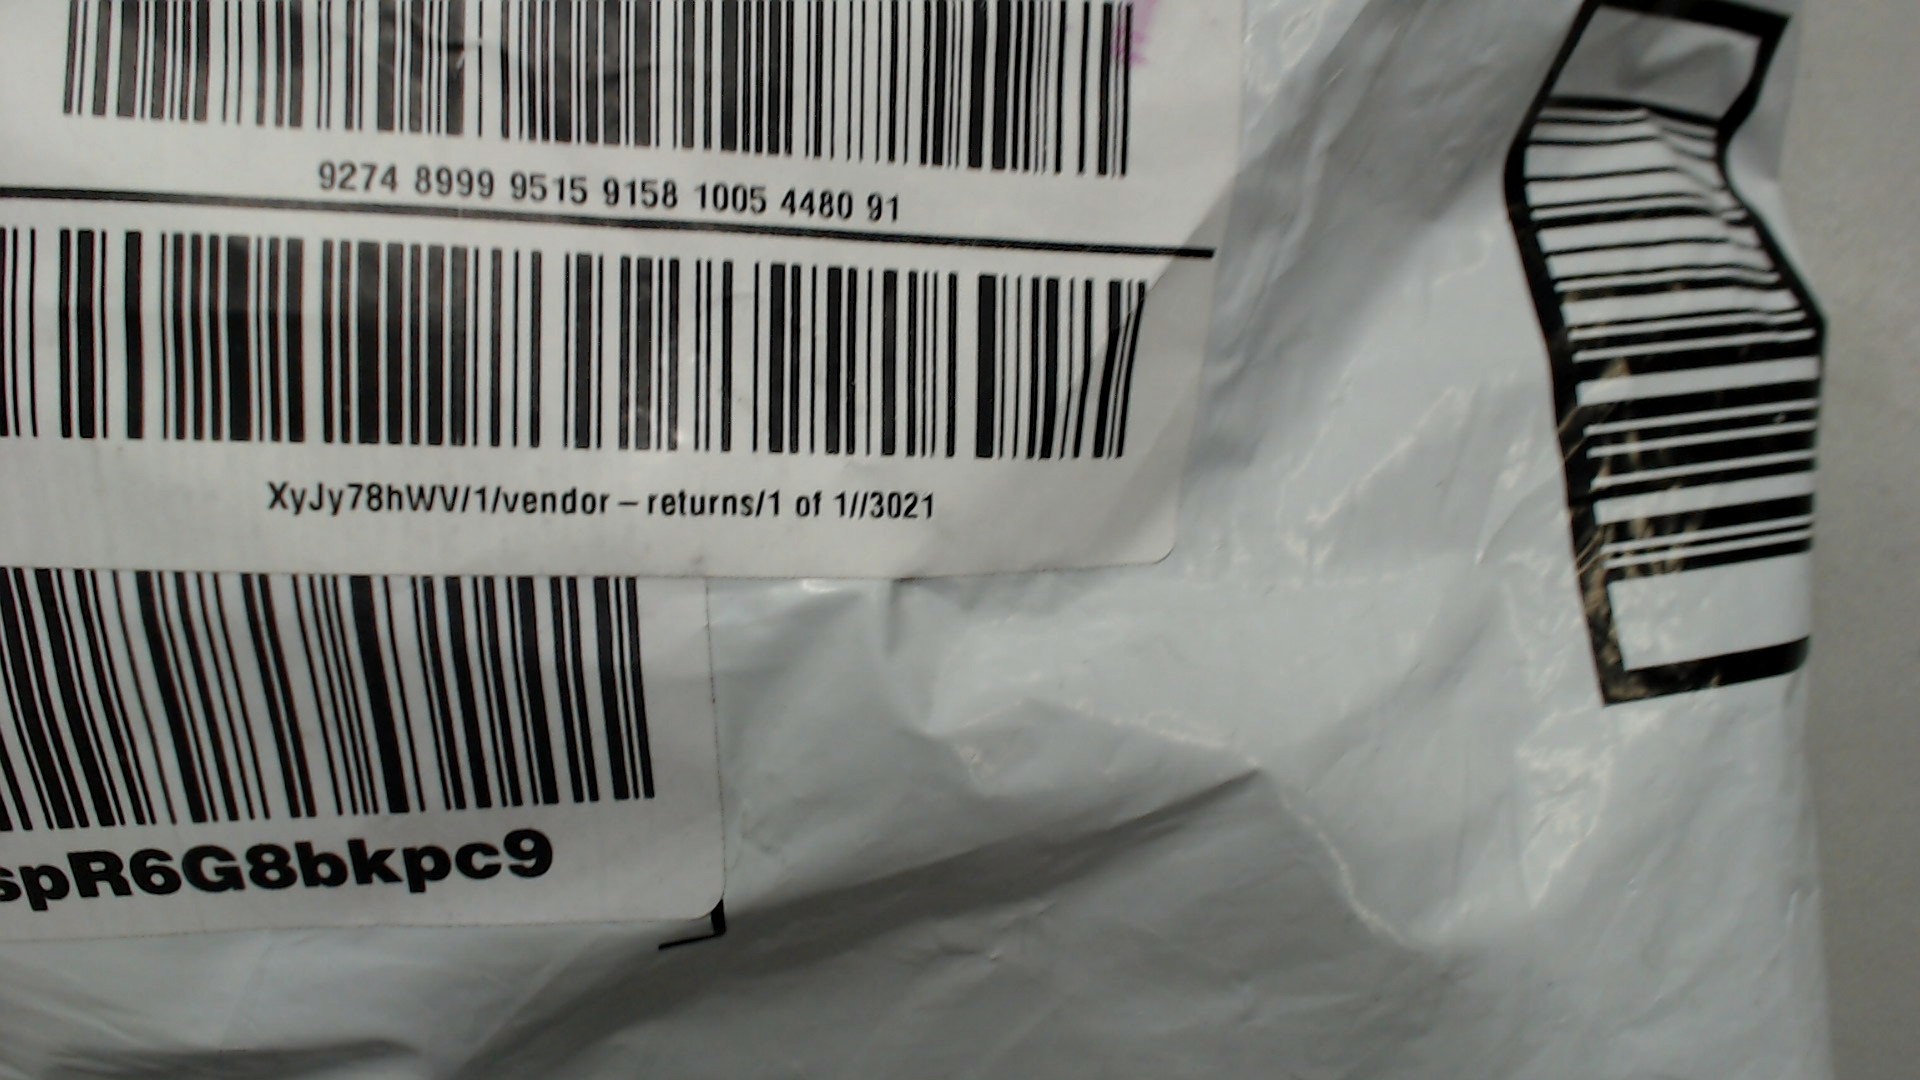 9274 8999 9515 9158 1005 4480 91
XyJy78hWV/1/vendor – returns/1 of 1//3021
spR6G8bkpc9